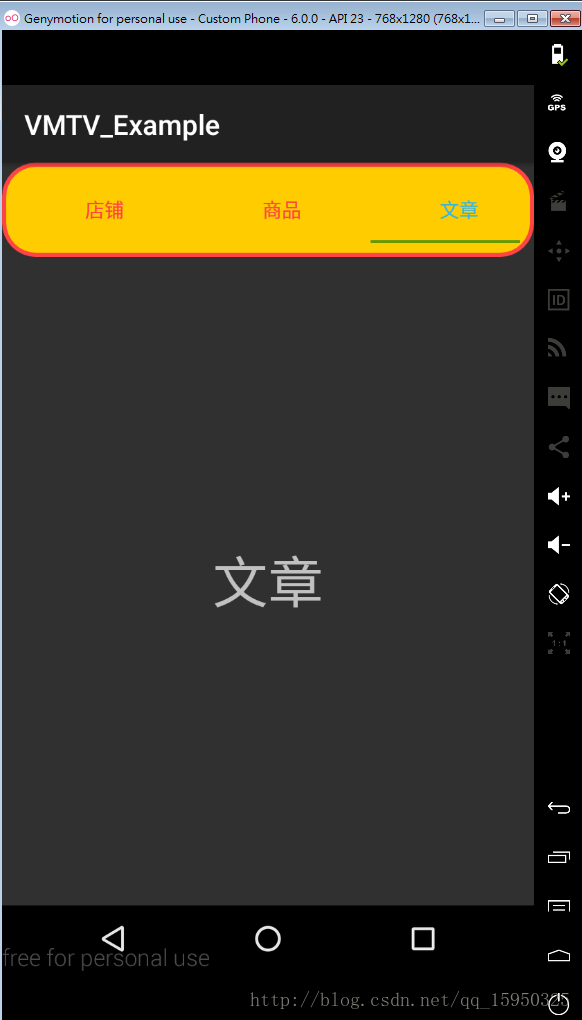 Genymotion for personal use - Custom Phone - 6.0.0 - API 23 - 768x1280 (768x1...
GPS
VMTV_Example
店铺 商品 文章
ID
文章
1:1
free for personal use
http://blog.csdn.net/qq_15950325